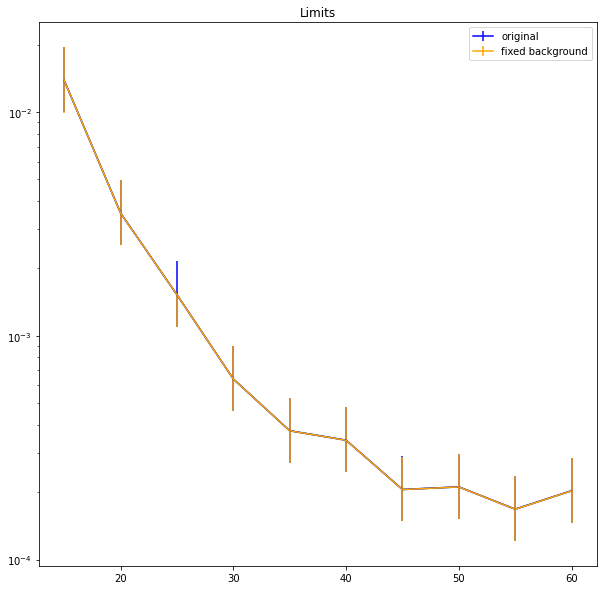 Limits
original
fixed background
10⁻²
10⁻³
10⁻⁴
20 30 40 50 60